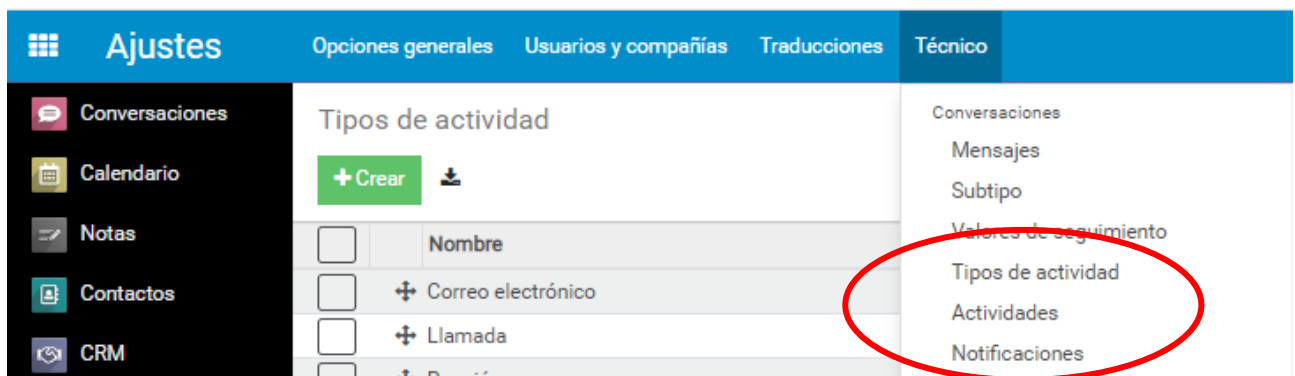 Ajustes Opciones generales Usuarios y compañías Traducciones Técnico
Conversaciones
Calendario
Notas
Contactos
CRM
Tipos de actividad
+ Crear
Nombre
Correo electrónico
Llamada
Conversaciones
Mensajes
Subtipo
Valores de seguimiento
Tipos de actividad
Actividades
Notificaciones